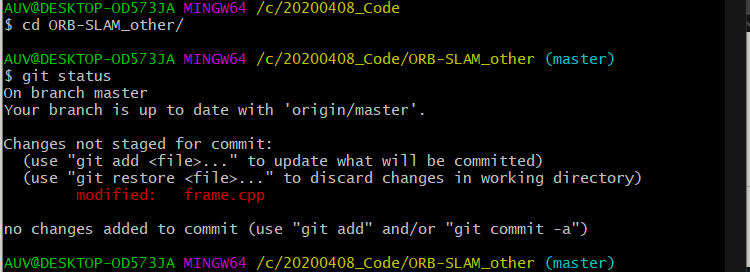 AUV@DESKTOP-OD573JA MINGW64 /c/20200408_Code
$ cd ORB-SLAM_other/
AUV@DESKTOP-OD573JA MINGW64 /c/20200408_Code/ORB-SLAM_other (master)
$ git status
On branch master
Your branch is up to date with 'origin/master'.
Changes not staged for commit:
(use "git add <file>..." to update what will be committed)
(use "git restore <file>..." to discard changes in working directory)
modified: frame.cpp
no changes added to commit (use "git add" and/or "git commit -a")
AUV@DESKTOP-OD573JA MINGW64 /c/20200408_Code/ORB-SLAM_other (master)